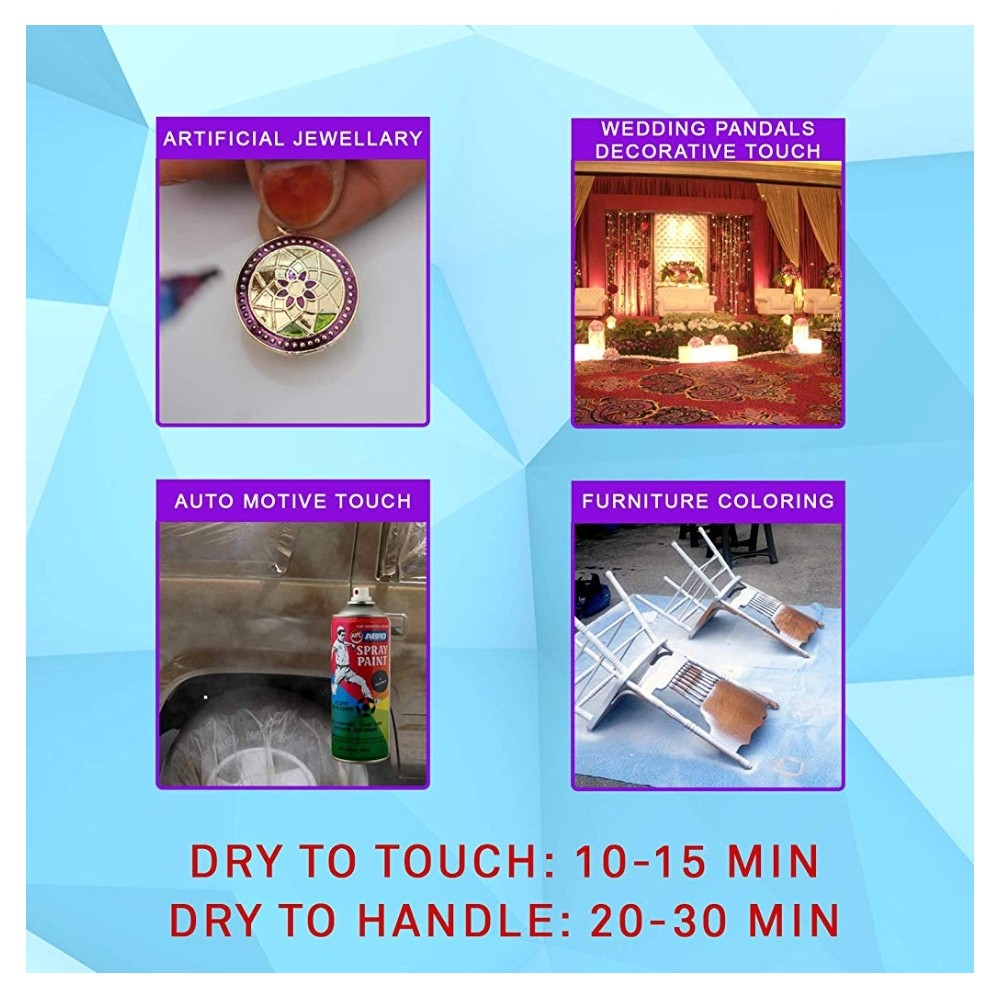 ARTIFICIAL JEWELLARY
WEDDING PANDALS
DECORATIVE TOUCH
AUTO MOTIVE TOUCH
ABRO
SPRAY
PAINT
FURNITURE COLORING
DRY TO TOUCH: 10-15 MIN
DRY TO HANDLE: 20-30 MIN